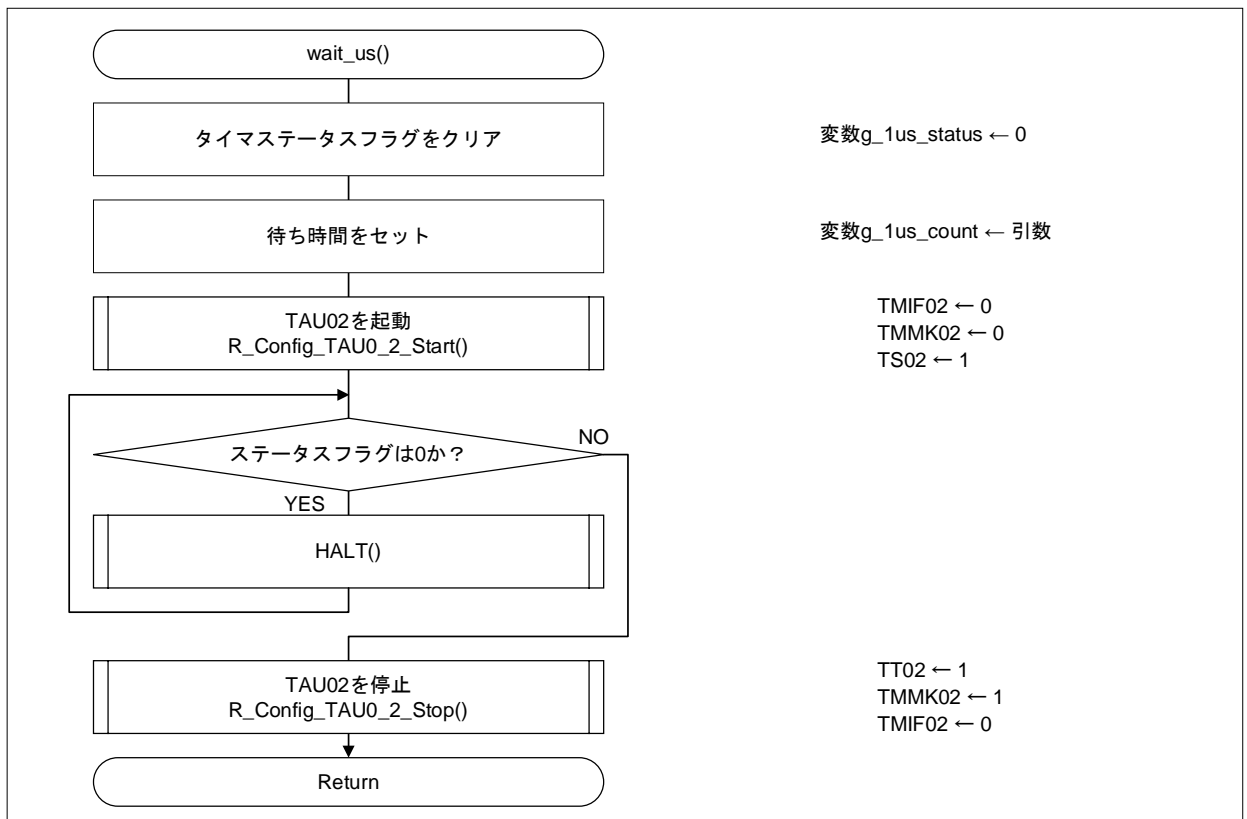 wait_us()
タイマステータスフラグをクリア
変数g_1us_status ← 0
待ち時間をセット
変数g_1us_count ← 引数
TAU02を起動
R_Config_TAU0_2_Start()
TMIF02 ← 0
TMMK02 ← 0
TS02 ← 1
ステータスフラグは0か？
NO
YES
HALT()
TAU02を停止
R_Config_TAU0_2_Stop()
TT02 ← 1
TMMK02 ← 1
TMIF02 ← 0
Return